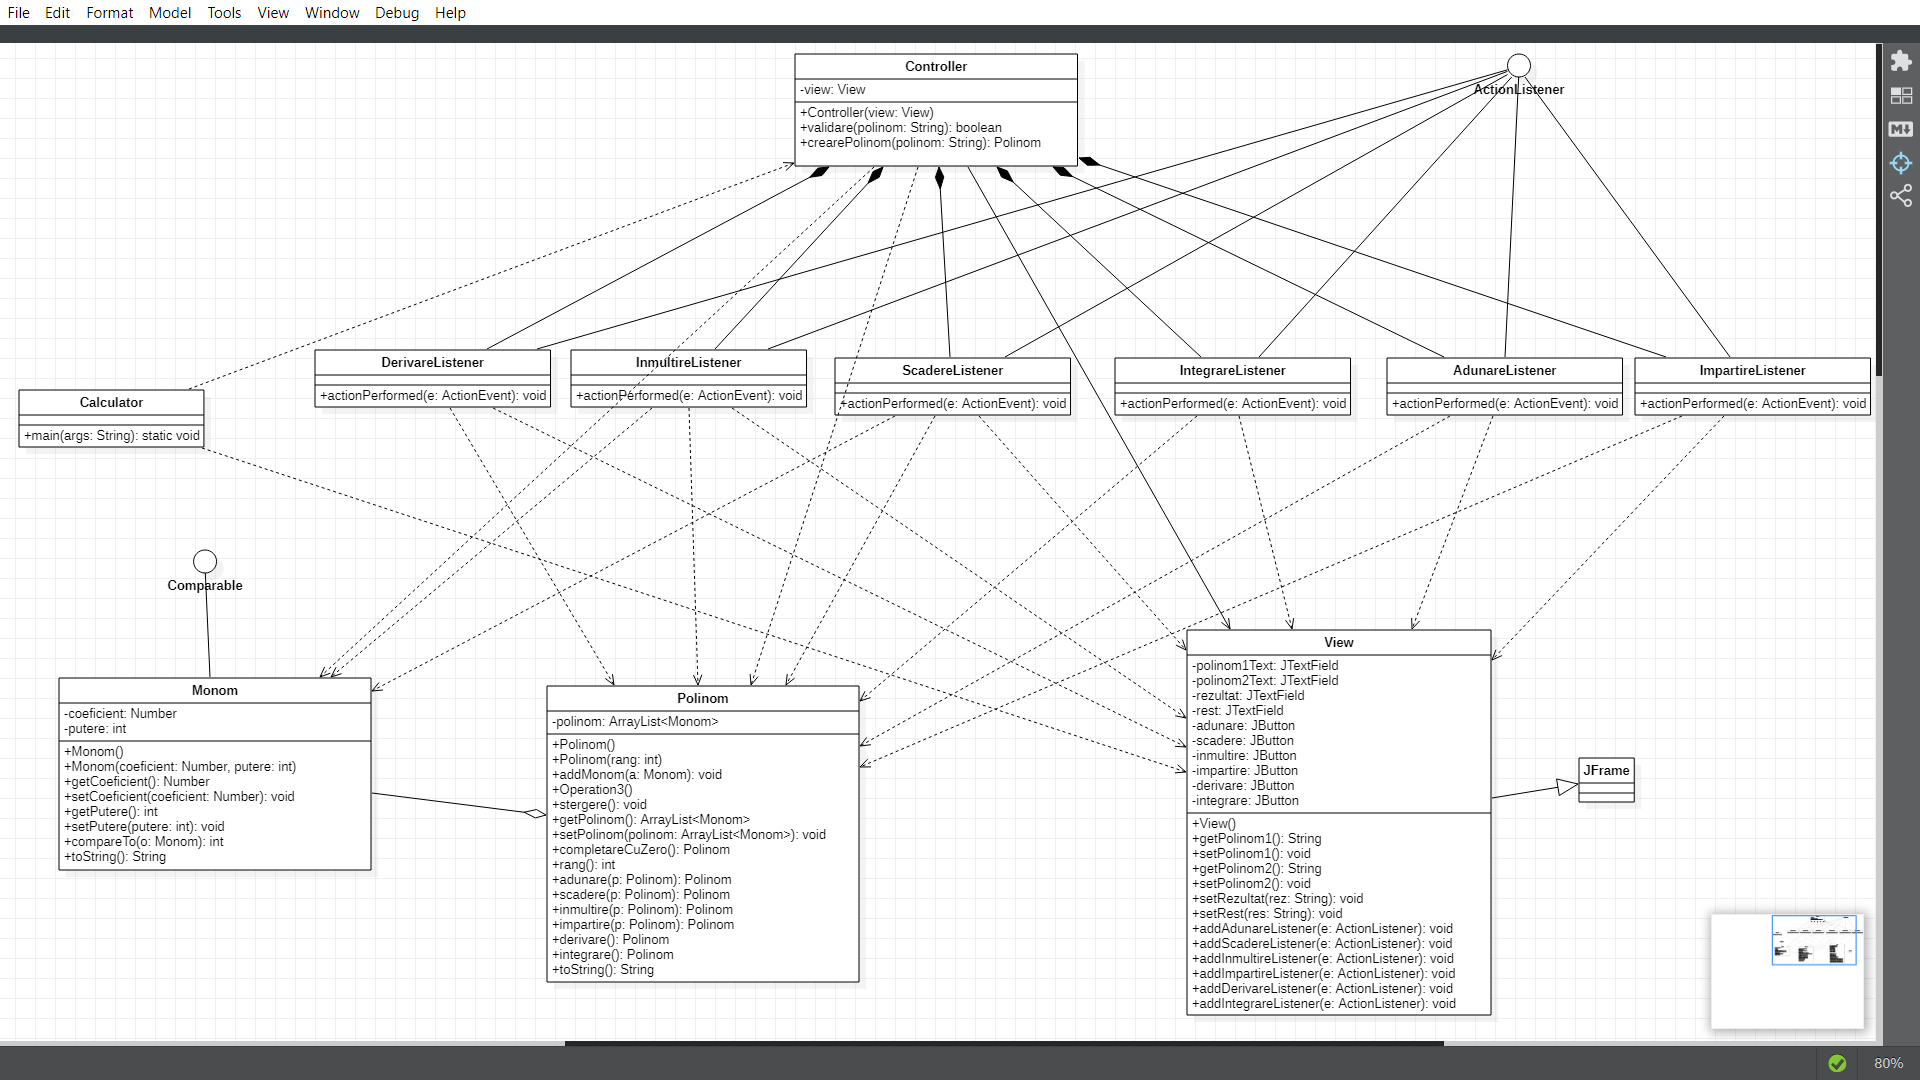 File Edit Format Model Tools View Window Debug Help
Controller
-view: View
+Controller(view: View)
+validare(polinom: String): boolean
+crearePolinom(polinom: String): Polinom
ActionListener
DerivareListener
+actionPerformed(e: ActionEvent): void
InmultireListener
+actionPerformed(e: ActionEvent): void
ScadereListener
+actionPerformed(e: ActionEvent): void
IntegrareListener
+actionPerformed(e: ActionEvent): void
AdunareListener
+actionPerformed(e: ActionEvent): void
ImpartireListener
+actionPerformed(e: ActionEvent): void
Calculator
+main(args: String): static void
Comparable
Monom
-coeficient: Number
-putere: int
+Monom()
+Monom(coeficient: Number, putere: int)
+getCoeficient(): Number
+setCoeficient(coeficient: Number): void
+getPutere(): int
+setPutere(putere: int): void
+compareTo(o: Monom): int
+toString(): String
Polinom
-polinom: ArrayList<Monom>
+Polinom()
+Polinom(rang: int)
+addMonom(a: Monom): void
+Operation3()
+stergere(): void
+getPolinom(): ArrayList<Monom>
+setPolinom(polinom: ArrayList<Monom>): void
+completareCuZero(): Polinom
+rang(): int
+adunare(p: Polinom): Polinom
+scadere(p: Polinom): Polinom
+inmultire(p: Polinom): Polinom
+impartire(p: Polinom): Polinom
+derivare(): Polinom
+integrare(): Polinom
+toString(): String
View
-polinom1Text: JTextField
-polinom2Text: JTextField
-rezultat: JTextField
-rest: JTextField
-adunare: JButton
-scadere: JButton
-inmultire: JButton
-impartire: JButton
-derivare: JButton
-integrare: JButton
+View()
+getPolinom1(): String
+setPolinom1(): void
+getPolinom2(): String
+setPolinom2(): void
+setRezultat(rez: String): void
+setRest(res: String): void
+addAdunareListener(e: ActionListener): void
+addScadereListener(e: ActionListener): void
+addInmultireListener(e: ActionListener): void
+addImpartireListener(e: ActionListener): void
+addDerivareListener(e: ActionListener): void
+addIntegrareListener(e: ActionListener): void
JFrame
M
80%